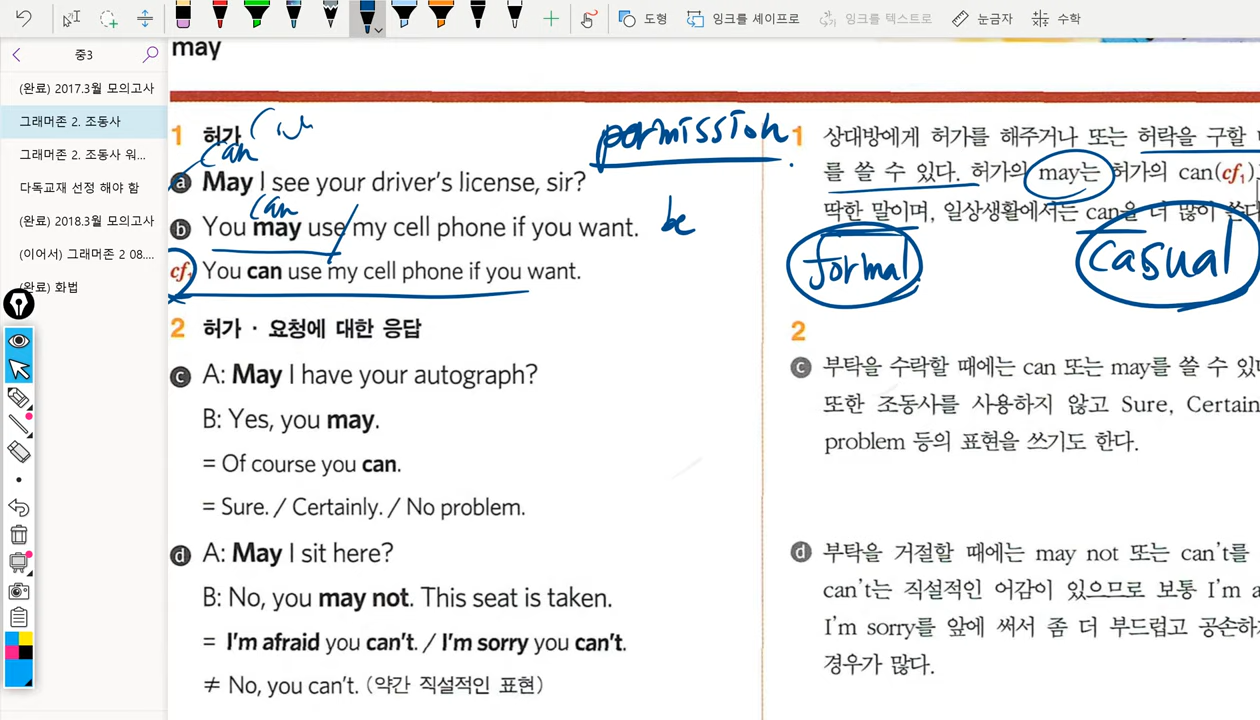 도형
잉크를 셰이프로
잉크를 텍스트로
눈금자
수학
중3
(완료) 2017.3월 모의고사
그래머존 2. 조동사
그래머존 2. 조동사 워...
다독교재 선정 해야 함
(완료) 2018.3월 모의고사
(이어서) 그래머존 2 08....
(완료) 화법
may
1 허가
can
permission
a May I see your driver's license, sir?
can
b You may use my cell phone if you want.
be
cf1 You can use my cell phone if you want.
2 허가 · 요청에 대한 응답
c A: May I have your autograph?
B: Yes, you may.
= Of course you can.
= Sure. / Certainly. / No problem.
d A: May I sit here?
B: No, you may not. This seat is taken.
= I'm afraid you can't. / I'm sorry you can't.
≠ No, you can't. (약간 직설적인 표현)
1 상대방에게 허가를 해주거나 또는 허락을 구할
를 쓸 수 있다. 허가의 may는 허가의 can(cf1)
딱한 말이며, 일상생활에서는 can을 더 많이 쓴다
formal
casual
2
c 부탁을 수락할 때에는 can 또는 may를 쓸 수 있
또한 조동사를 사용하지 않고 Sure, Certain
problem 등의 표현을 쓰기도 한다.
d 부탁을 거절할 때에는 may not 또는 can't를
can't는 직설적인 어감이 있으므로 보통 I'm a
I'm sorry를 앞에 써서 좀 더 부드럽고 공손하
경우가 많다.